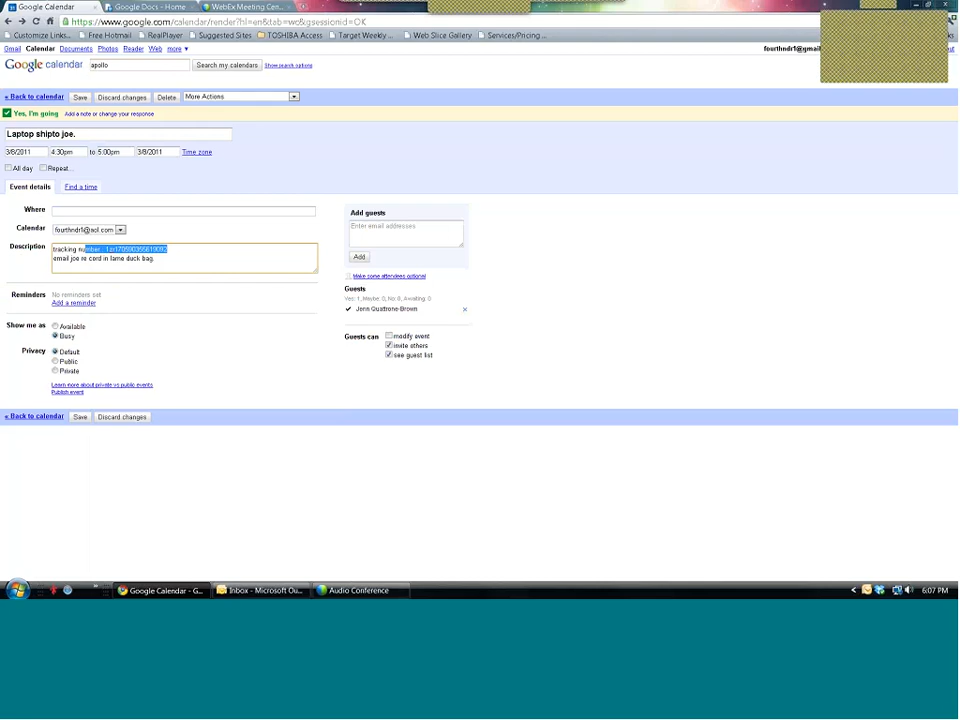 Google Calendar
Google Docs - Home
WebEx Meeting Cen...
https://www.google.com/calendar/render?hl=en&tab=wc&gsessionid=OK
Customize Links...
Free Hotmail
RealPlayer
Suggested Sites
TOSHIBA Access
Target Weekly ...
Web Slice Gallery
Services/Pricing ...
Gmail Calendar Documents Photos Reader Web more ▾
fourthndr1@gmail
Google calendar
apollo
Search my calendars
Show search options
« Back to calendar
Save
Discard changes
Delete
More Actions
Yes, I'm going
Add a note or change your response
Laptop shipto joe.
3/8/2011 4:30pm to 5:00pm 3/8/2011 Time zone
All day Repeat...
Event details Find a time
Where
Calendar fourthndr1@aol.com
Description
tracking number :
email joe re cord in lame duck bag.
Reminders No reminders set
Add a reminder
Show me as Available
Busy
Privacy Default
Public
Private
Learn more about private vs public events
Publish event
Add guests
Enter email addresses
Add
Make some attendees optional
Guests
Yes: 1, Maybe: 0, No: 0, Awaiting: 0
Jenn Quattrone-Brown
x
Guests can modify event
invite others
see guest list
« Back to calendar
Save
Discard changes
Google Calendar - G...
Inbox - Microsoft Ou...
Audio Conference
6:07 PM